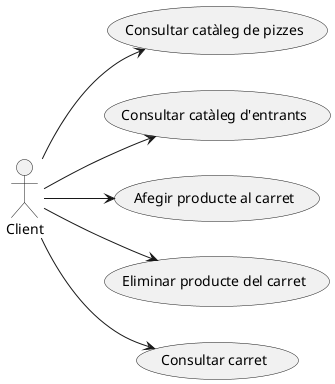 Consultar catàleg de pizzes
Consultar catàleg d'entrants
Afegir producte al carret
Client
Eliminar producte del carret
Consultar carret